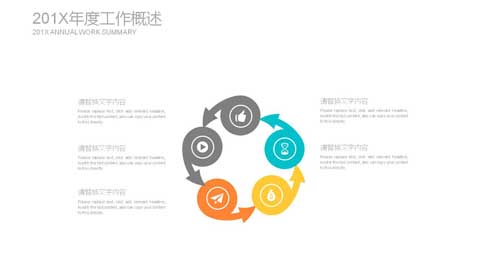 201X年度工作概述
201X ANNUAL WORK SUMMARY
请替换文字内容
Please replace text, click add relevant headline, modify the text content, also can copy your content to this directly.
请替换文字内容
Please replace text, click add relevant headline, modify the text content, also can copy your content to this directly.
请替换文字内容
Please replace text, click add relevant headline, modify the text content, also can copy your content to this directly.
请替换文字内容
Please replace text, click add relevant headline, modify the text content, also can copy your content to this directly.
请替换文字内容
Please replace text, click add relevant headline, modify the text content, also can copy your content to this directly.